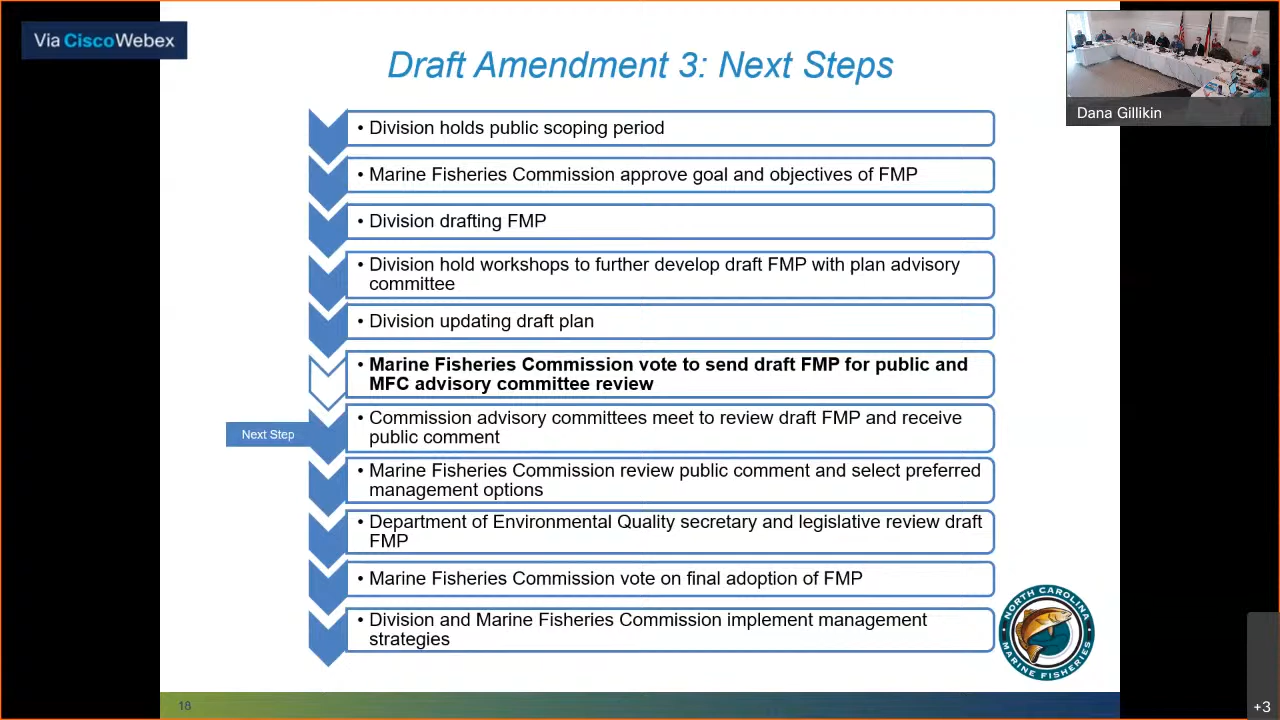 Via CiscoWebex
Draft Amendment 3: Next Steps
Dana Gillikin
• Division holds public scoping period
• Marine Fisheries Commission approve goal and objectives of FMP
• Division drafting FMP
• Division hold workshops to further develop draft FMP with plan advisory
committee
• Division updating draft plan
• Marine Fisheries Commission vote to send draft FMP for public and
MFC advisory committee review
Next Step
• Commission advisory committees meet to review draft FMP and receive
public comment
• Marine Fisheries Commission review public comment and select preferred
management options
• Department of Environmental Quality secretary and legislative review draft
FMP
• Marine Fisheries Commission vote on final adoption of FMP
• Division and Marine Fisheries Commission implement management
strategies
NORTH CAROLINA
MARINE FISHERIES
18
+3